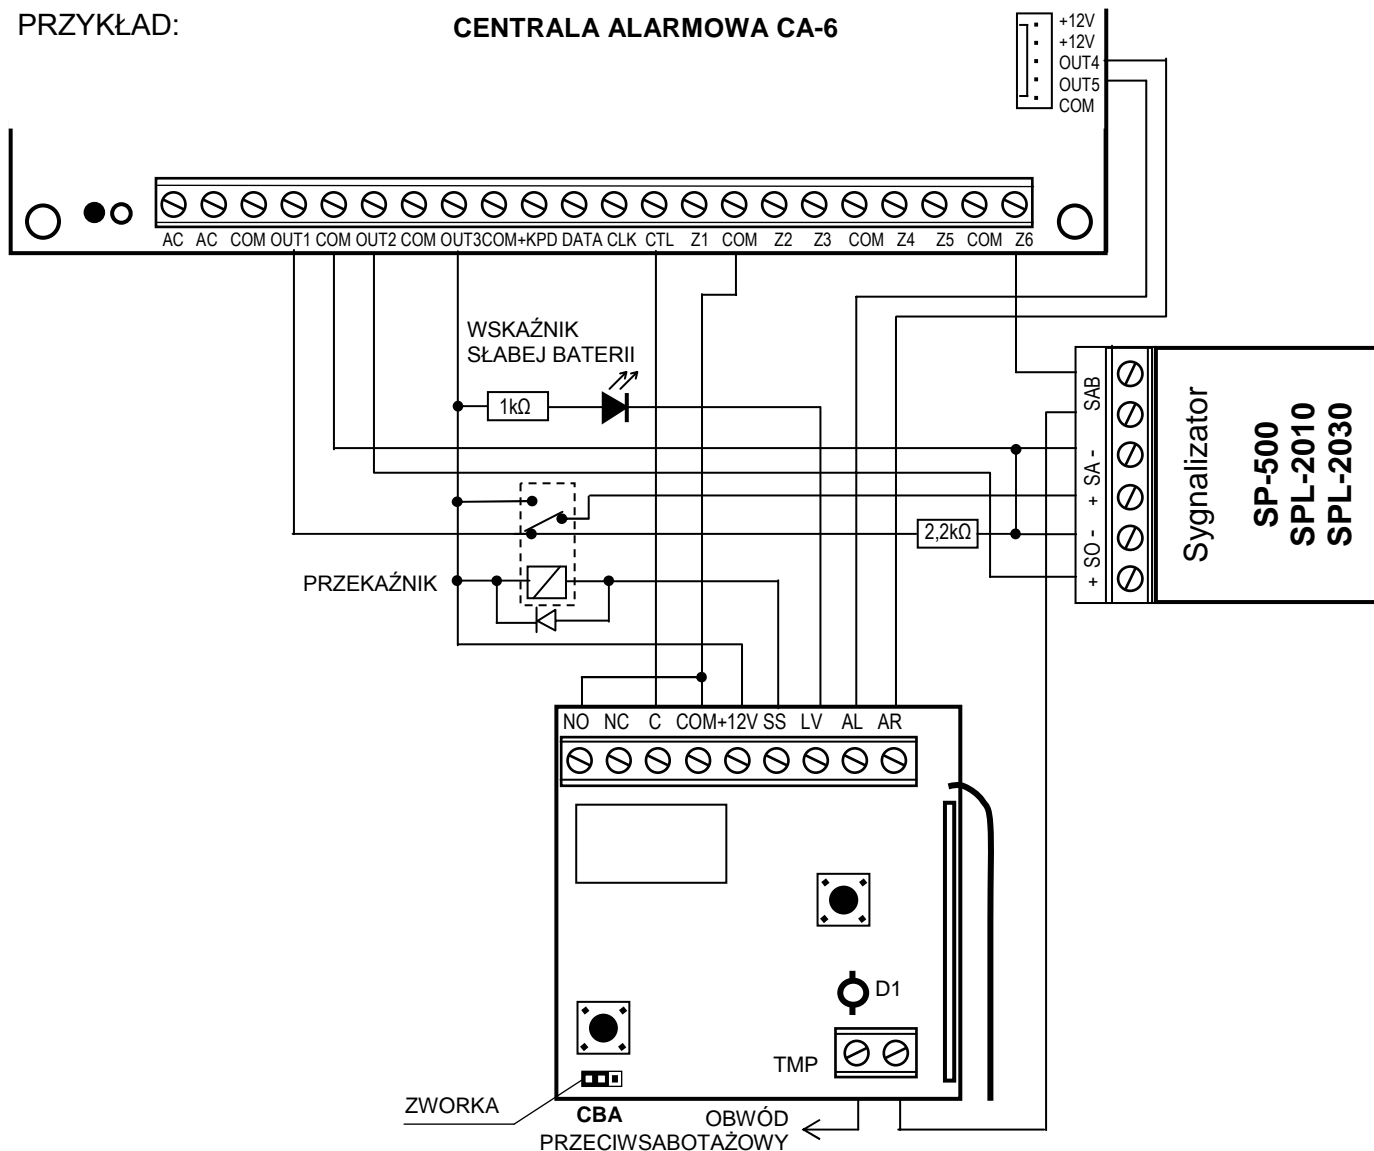 PRZYKŁAD:
CENTRALA ALARMOWA CA-6
+12V
+12V
OUT4
OUT5
COM
AC AC COM OUT1 COM OUT2 COM OUT3 COM +KPD DATA CLK CTL Z1 COM Z2 Z3 COM Z4 Z5 COM Z6
WSKAŹNIK
SŁABEJ BATERII
1kΩ
SAB
- SA +
- SO +
Sygnalizator
SP-500
SPL-2010
SPL-2030
2,2kΩ
PRZEKAŹNIK
NO NC C COM +12V SS LV AL AR
D1
TMP
ZWORKA
CBA
OBWÓD
PRZECIWSABOTAŻOWY